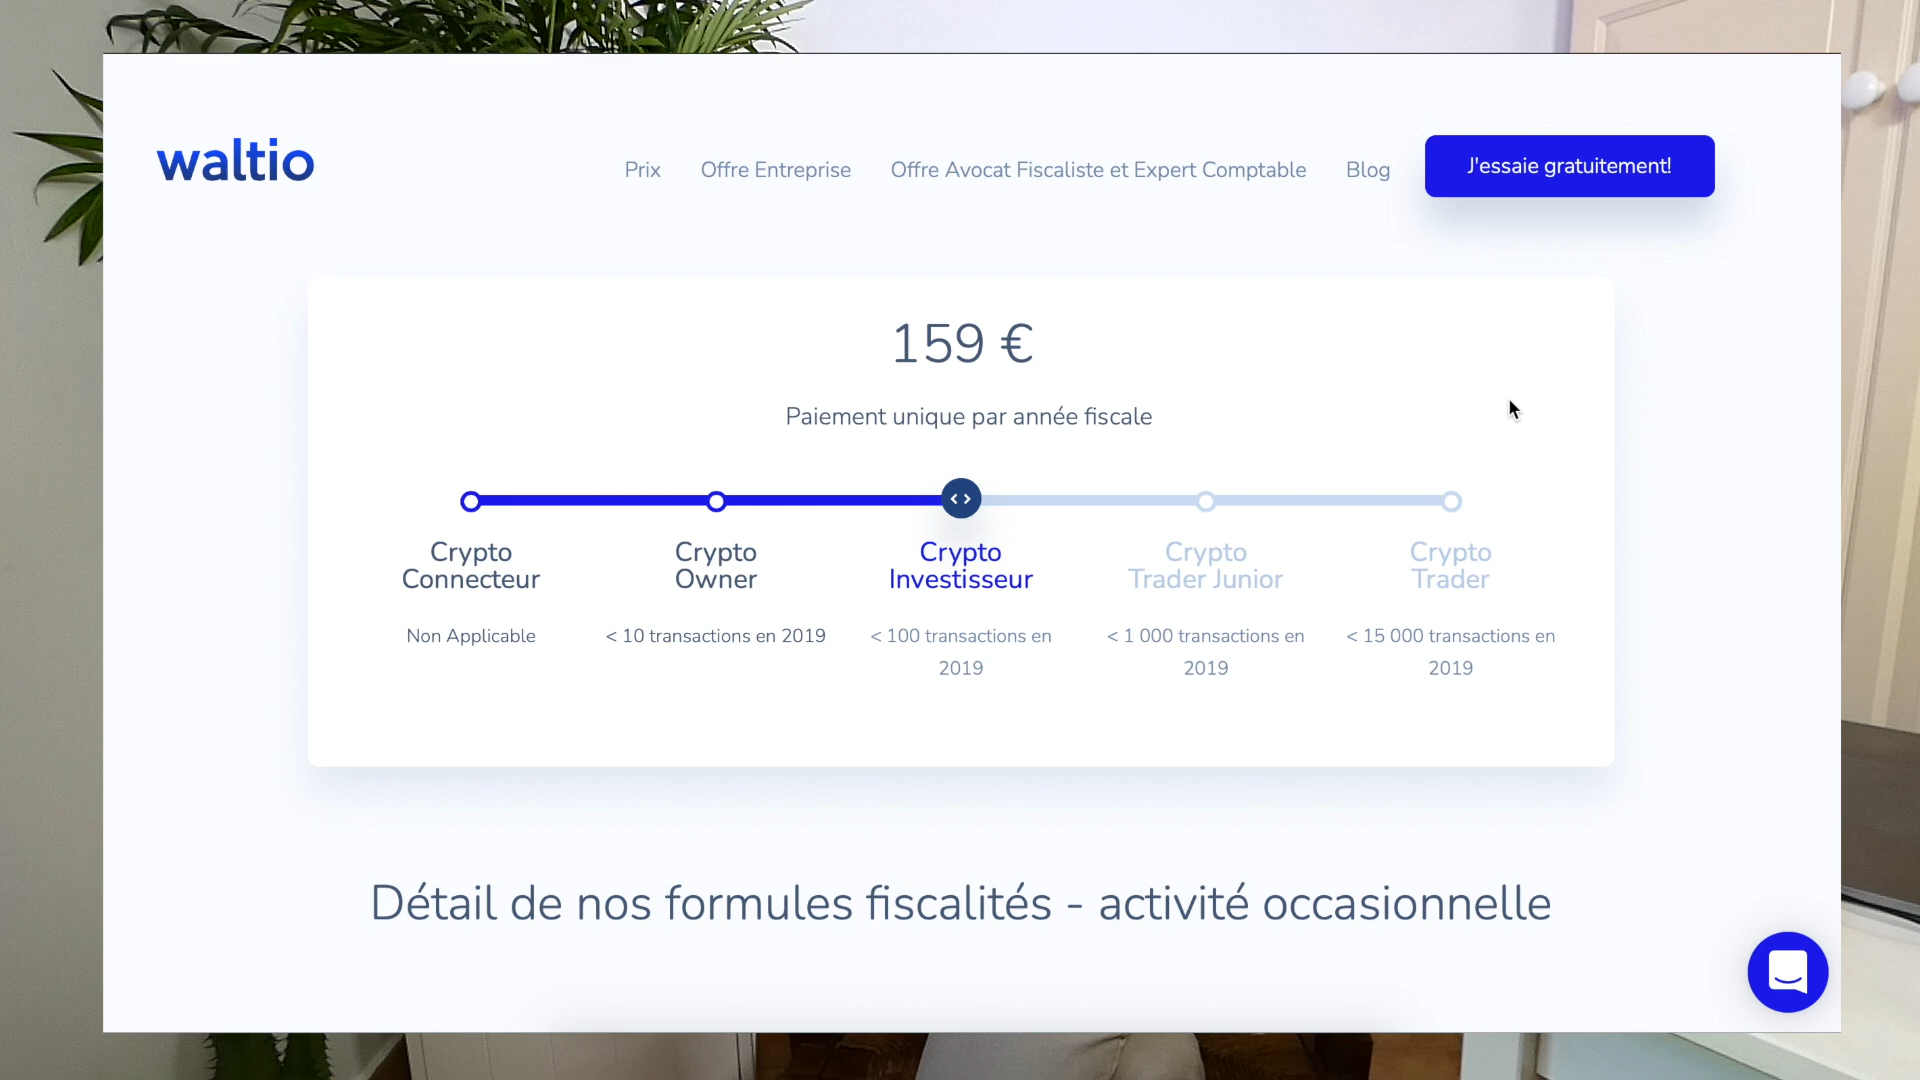 waltio
Prix
Offre Entreprise
Offre Avocat Fiscaliste et Expert Comptable
Blog
J'essaie gratuitement!
159 €
Paiement unique par année fiscale
Crypto
Connecteur
Crypto
Owner
Crypto
Investisseur
Crypto
Trader Junior
Crypto
Trader
Non Applicable
< 10 transactions en 2019
< 100 transactions en
2019
< 1 000 transactions en
2019
< 15 000 transactions en
2019
Détail de nos formules fiscalités - activité occasionnelle